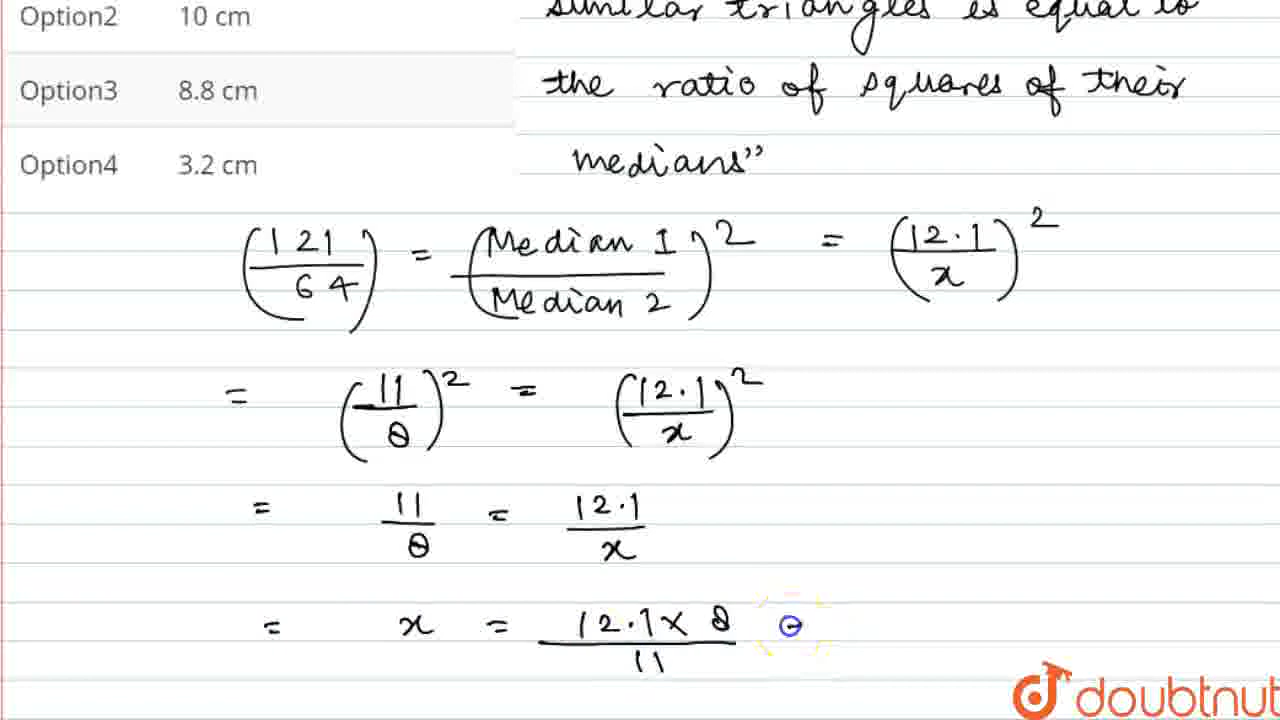 Option2 10 cm
similar triangles is equal to
Option3 8.8 cm
the ratio of squares of their
Option4 3.2 cm
medians"
(121/64) = (Median 1/Median 2)² = (12.1/x)²
= (11/8)² = (12.1/x)²
= 11/8 = 12.1/x
= x = 12.1 × 8/11
doubtnut